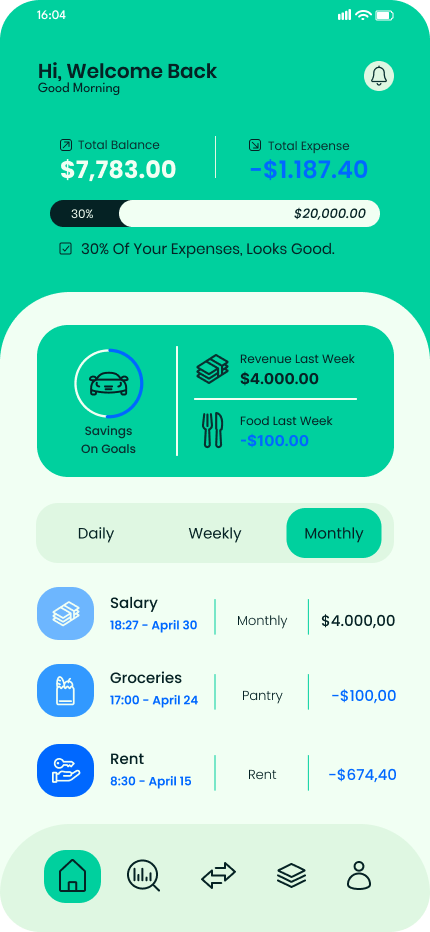 16:04
Hi, Welcome Back
Good Morning
Total Balance
$7,783.00
Total Expense
-$1.187.40
30%
$20,000.00
30% Of Your Expenses, Looks Good.
Savings
On Goals
Revenue Last Week
$4.000.00
Food Last Week
-$100.00
Daily
Weekly
Monthly
Salary
18:27 - April 30
Monthly
$4.000,00
Groceries
17:00 - April 24
Pantry
-$100,00
Rent
8:30 - April 15
Rent
-$674,40